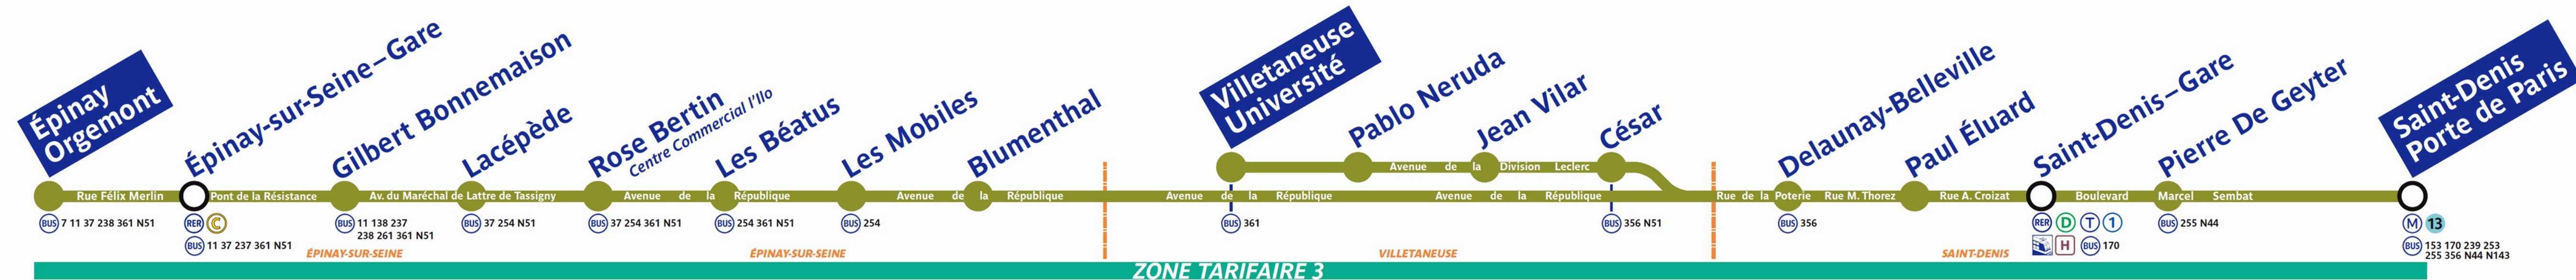 Épinay
Orgemont
Épinay-sur-Seine–Gare
Gilbert Bonnemaison
Lacépède
Rose Bertin
Centre Commercial l'Ilo
Les Béatus
Les Mobiles
Blumenthal
Villetaneuse
Université
Pablo Neruda
Jean Vilar
César
Delaunay-Belleville
Paul Éluard
Saint-Denis–Gare
Pierre De Geyter
Saint-Denis
Porte de Paris
Avenue de la Division Leclerc
Rue Félix Merlin
Pont de la Résistance
Av. du Maréchal de Lattre de Tassigny
Avenue de la République
Avenue de la République
Avenue de la République
Avenue de la République
Rue de la Poterie
Rue M. Thorez
Rue A. Croizat
Boulevard Marcel Sembat
BUS 7 11 37 238 361 N51
RER C
BUS 11 37 237 361 N51
BUS 11 138 237
238 261 361 N51
BUS 37 254 N51
BUS 37 254 361 N51
BUS 254 361 N51
BUS 254
BUS 361
BUS 356 N51
BUS 356
RER D T 1
H BUS 170
BUS 255 N44
M 13
BUS 153 170 239 253
255 356 N44 N143
ÉPINAY-SUR-SEINE
ÉPINAY-SUR-SEINE
VILLETANEUSE
SAINT-DENIS
ZONE TARIFAIRE 3